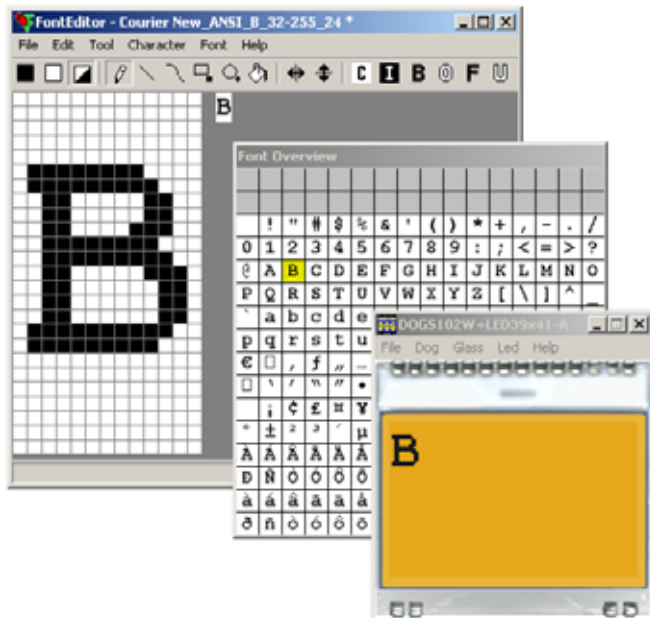 FontEditor - Courier New_ANSI_B_32-255_24 *
File Edit Tool Character Font Help
C I B O F U
B
B
Font Overview
! " # $ % & ' ( ) * + , - . /
0 1 2 3 4 5 6 7 8 9 : ; < = > ?
@ A B C D E F G H I J K L M N O
P Q R S T U V W X Y Z [ \ ] ^ _
` a b c d e
p q r s t u
€ , ƒ „ …
¡ ¢ £ ¤ ¥
° ± ² ³ ´ µ
À Á Â Ã Ä Å
Ð Ñ Ò Ó Ô Õ
à á â ã ä å
ð ñ ò ó ô õ
DOGS102W+LED39x41-A
File Dog Glass Led Help
B